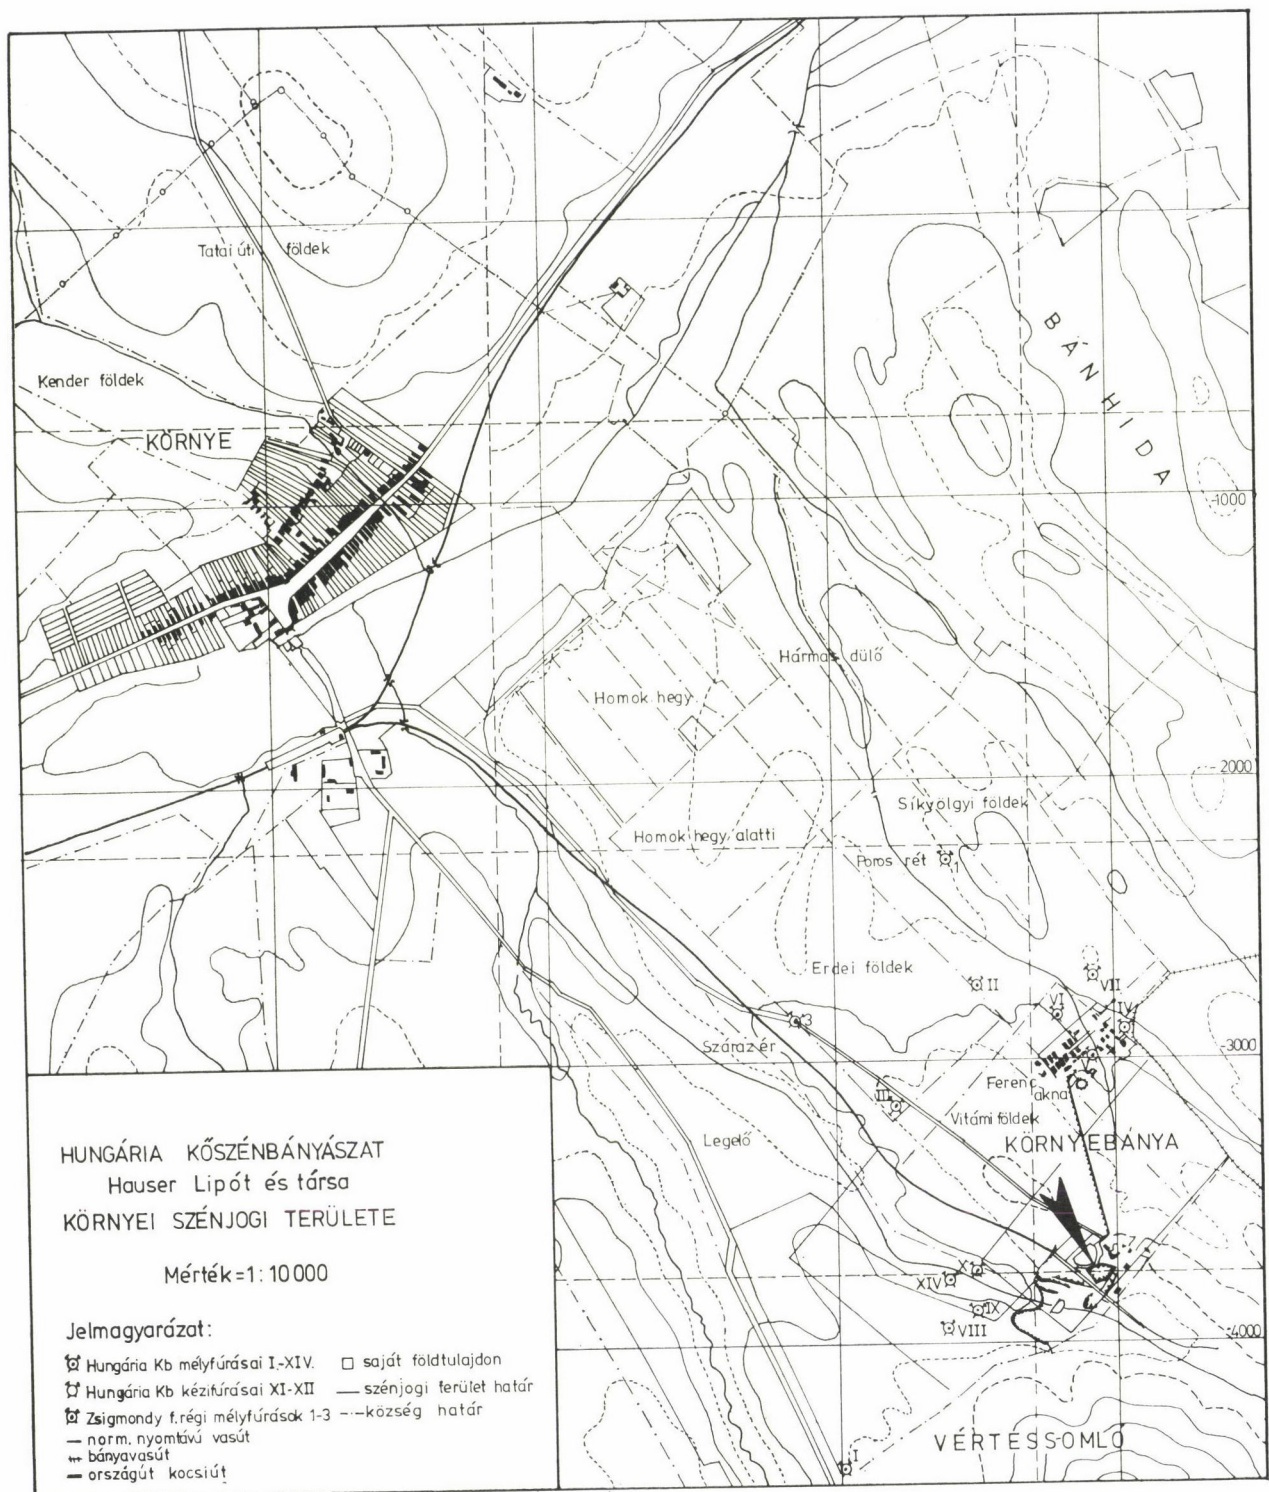 Tatai úti földek
Kender földek
KÖRNYE
BÁNHIDA
-1000
Hármas dülő
Homok hegy
-2000
Síkvölgyi földek
Homok hegy alatti
Poros rét
1
Erdei földek
II
VII
VI
IV
3
Száraz ér
-3000
V
Ferenc
akna
III
Vitámi földek
Legelő
KÖRNYEBÁNYA
X
XIV
IX
VIII
-4000
VÉRTESS-OMLÓ
I
HUNGÁRIA KŐSZÉNBÁNYÁSZAT
Hauser Lipót és társa
KÖRNYEI SZÉNJOGI TERÜLETE
Mérték=1:10000
Jelmagyarázat:
Hungária Kb mélyfúrásai I.-XIV.
saját földtulajdon
Hungária Kb kézifúrásai XI-XII
szénjogi terület határ
Zsigmondy f. régi mélyfúrások 1-3
község határ
norm. nyomtávú vasút
bányavasút
országút kocsiút